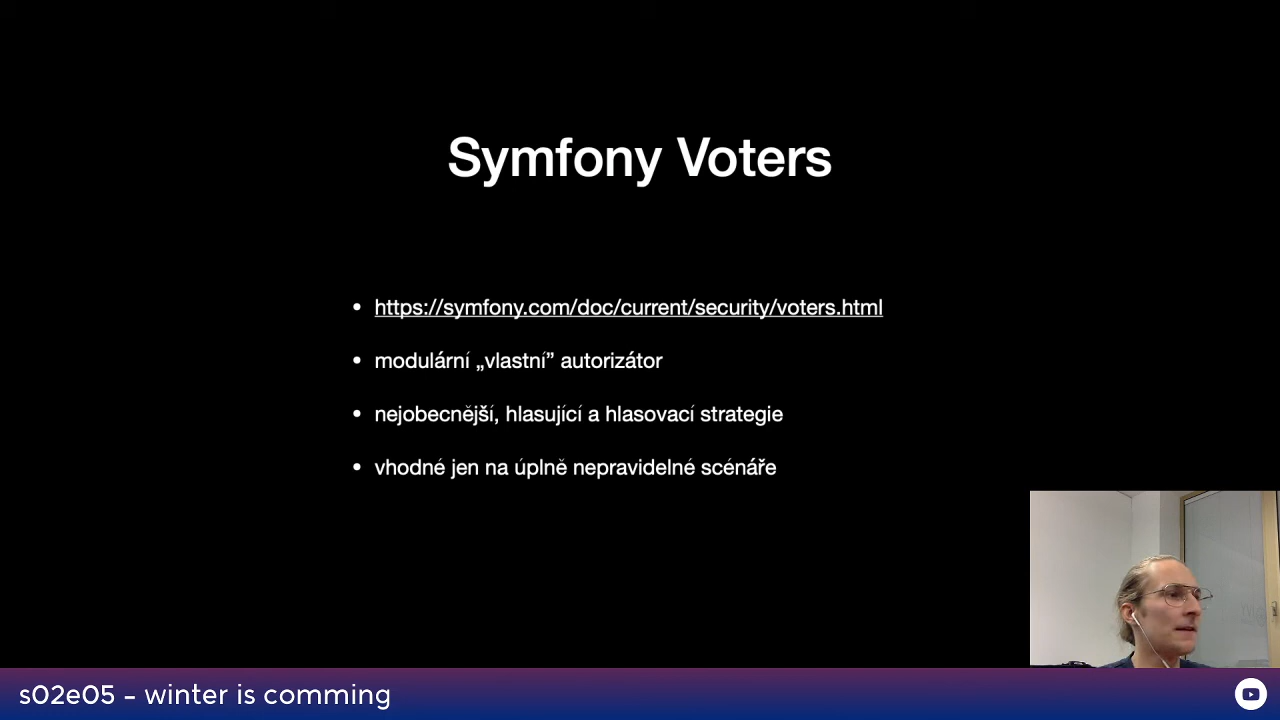 Symfony Voters
• https://symfony.com/doc/current/security/voters.html
• modulární „vlastní” autorizátor
• nejobecnější, hlasující a hlasovací strategie
• vhodné jen na úplně nepravidelné scénáře
s02e05 - winter is comming